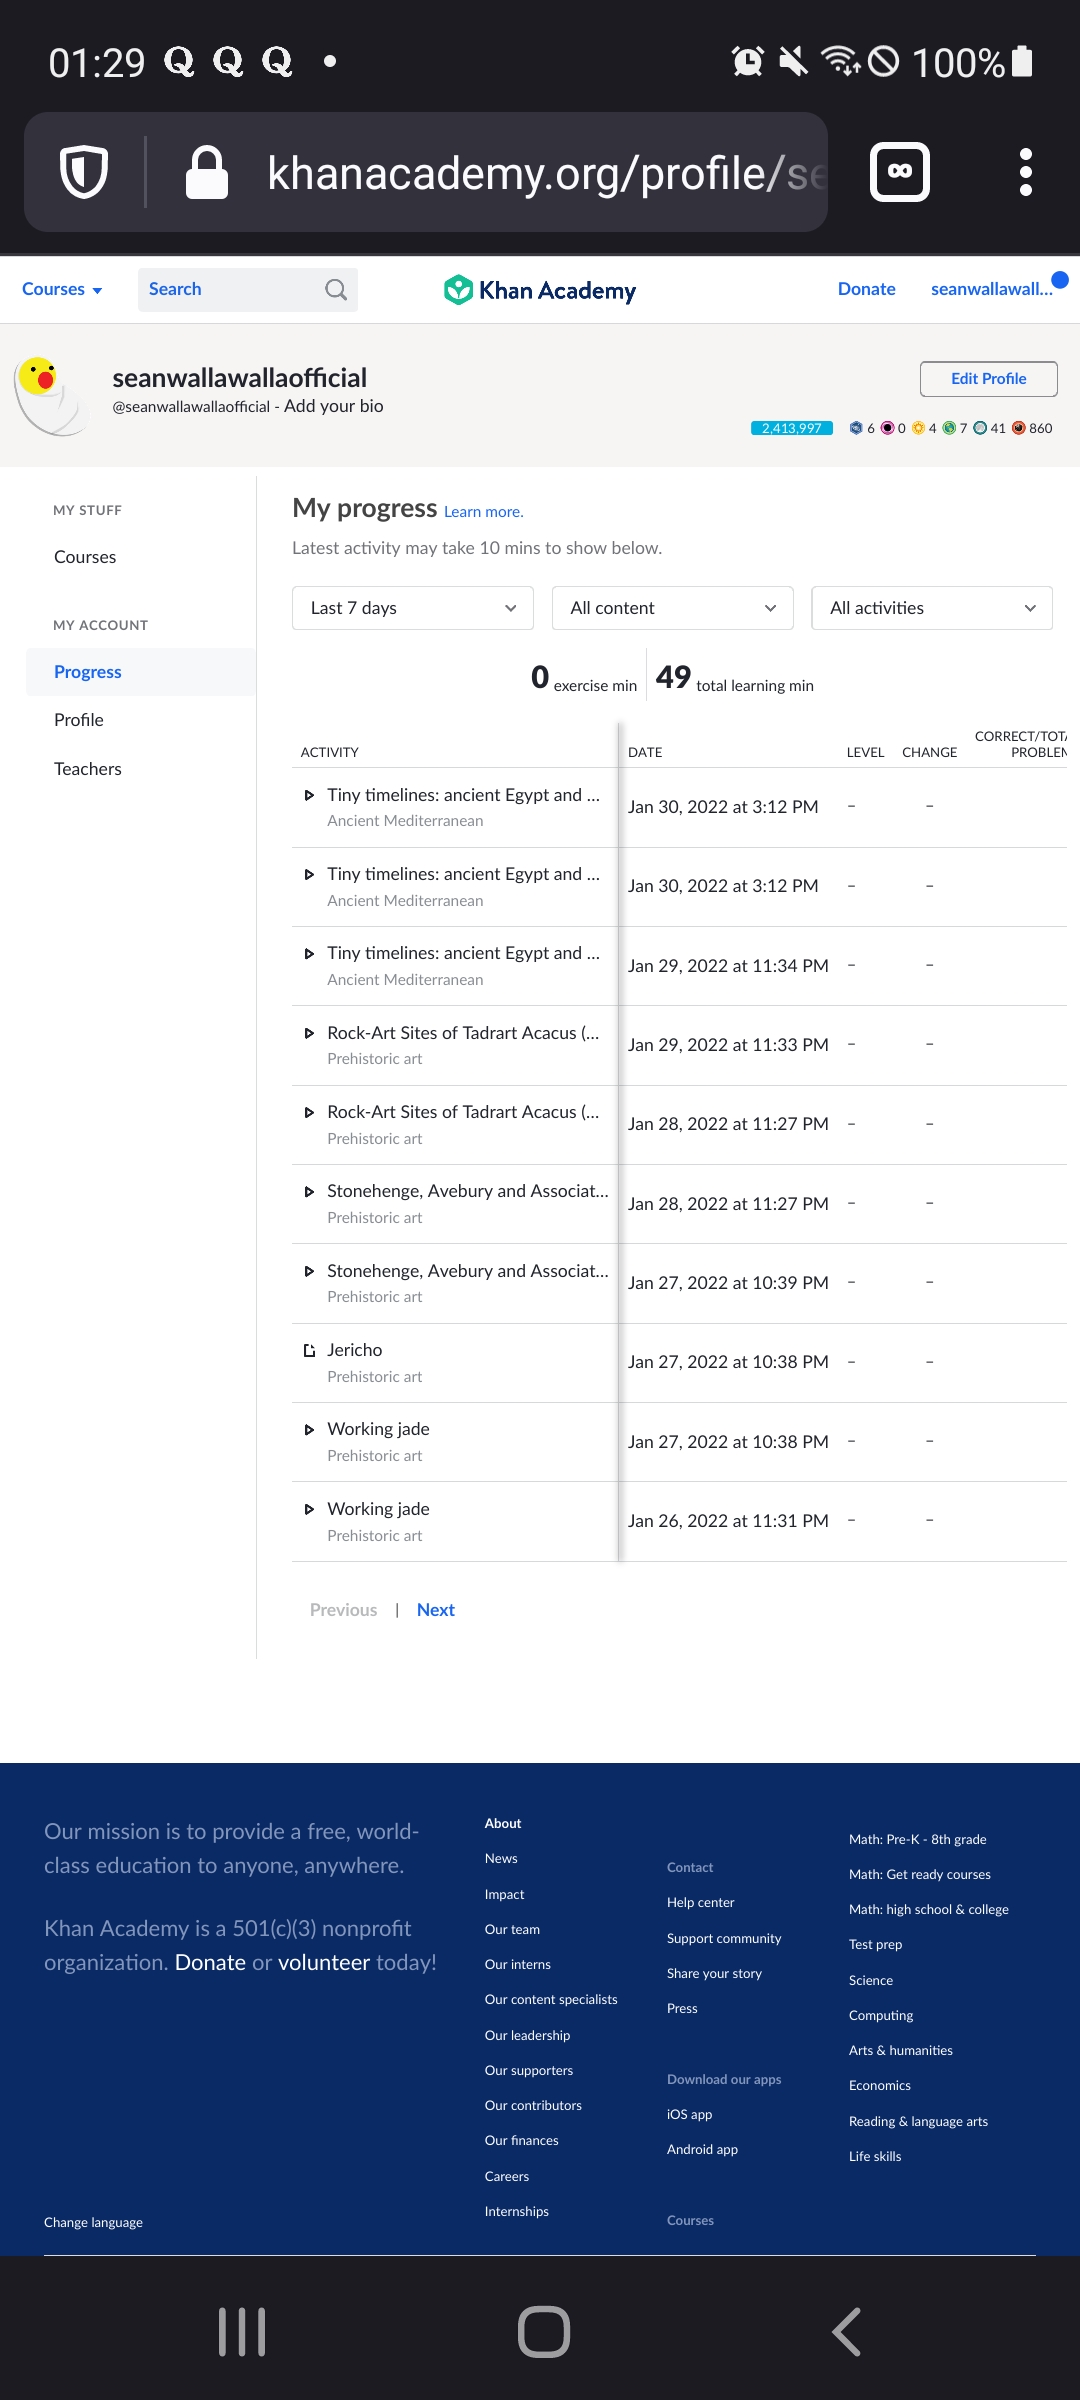 01:29 Q Q Q • 100%
khanacademy.org/profile/se
Courses Search Khan Academy Donate seanwallawall...
seanwallawallaofficial
@seanwallawallaofficial - Add your bio
Edit Profile
2,413,997 6 0 4 7 41 860
MY STUFF
Courses
MY ACCOUNT
Progress
Profile
Teachers
My progress Learn more.
Latest activity may take 10 mins to show below.
Last 7 days All content All activities
0 exercise min 49 total learning min
ACTIVITY DATE LEVEL CHANGE CORRECT/TOTA
PROBLEM
Tiny timelines: ancient Egypt and ...
Ancient Mediterranean
Jan 30, 2022 at 3:12 PM – –
Tiny timelines: ancient Egypt and ...
Ancient Mediterranean
Jan 30, 2022 at 3:12 PM – –
Tiny timelines: ancient Egypt and ...
Ancient Mediterranean
Jan 29, 2022 at 11:34 PM – –
Rock-Art Sites of Tadrart Acacus (...
Prehistoric art
Jan 29, 2022 at 11:33 PM – –
Rock-Art Sites of Tadrart Acacus (...
Prehistoric art
Jan 28, 2022 at 11:27 PM – –
Stonehenge, Avebury and Associat...
Prehistoric art
Jan 28, 2022 at 11:27 PM – –
Stonehenge, Avebury and Associat...
Prehistoric art
Jan 27, 2022 at 10:39 PM – –
Jericho
Prehistoric art
Jan 27, 2022 at 10:38 PM – –
Working jade
Prehistoric art
Jan 27, 2022 at 10:38 PM – –
Working jade
Prehistoric art
Jan 26, 2022 at 11:31 PM – –
Previous | Next
Our mission is to provide a free, world-
class education to anyone, anywhere.
Khan Academy is a 501(c)(3) nonprofit
organization. Donate or volunteer today!
Change language
About
News
Impact
Our team
Our interns
Our content specialists
Our leadership
Our supporters
Our contributors
Our finances
Careers
Internships
Contact
Help center
Support community
Share your story
Press
Download our apps
iOS app
Android app
Courses
Math: Pre-K - 8th grade
Math: Get ready courses
Math: high school & college
Test prep
Science
Computing
Arts & humanities
Economics
Reading & language arts
Life skills